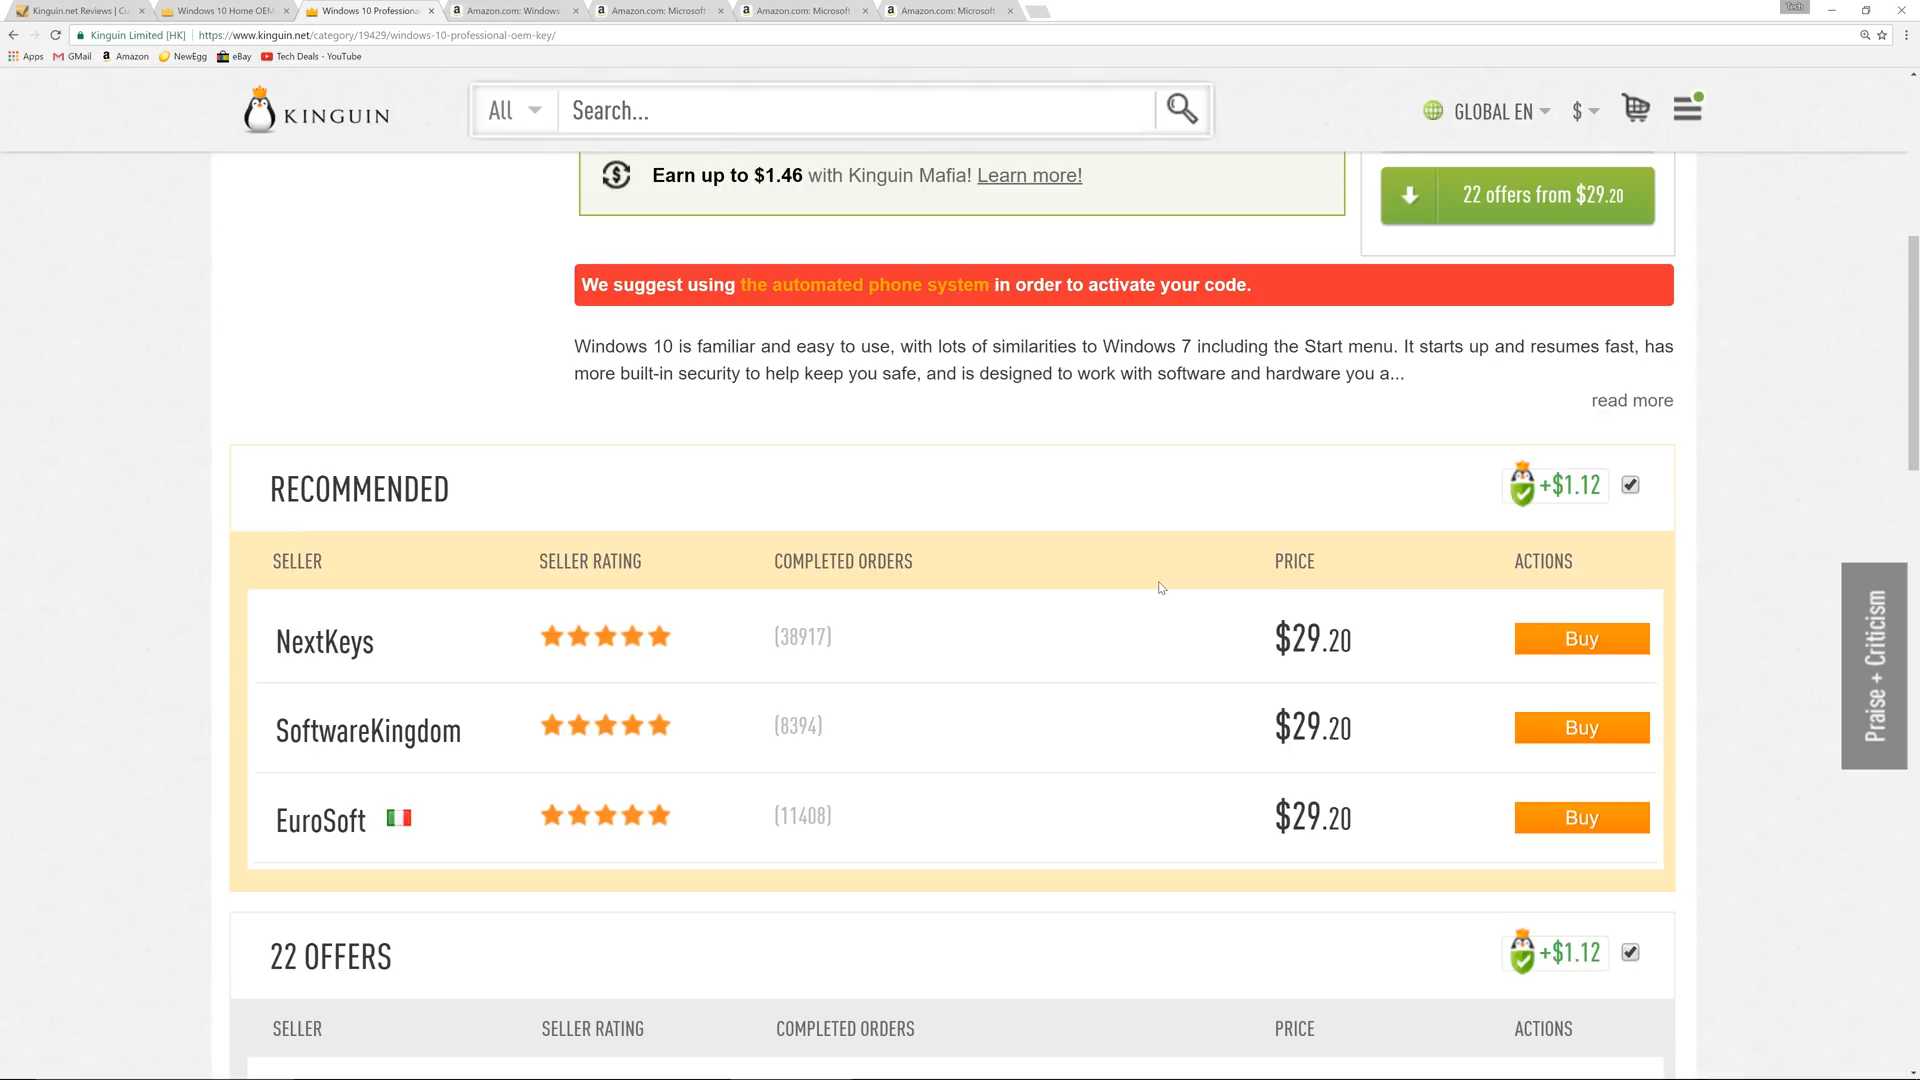 Kinguin.net Reviews | Cu
Windows 10 Home OEM
Windows 10 Professiona
Amazon.com: Windows
Amazon.com: Microsoft
Amazon.com: Microsoft
Amazon.com: Microsoft
Tech
Kinguin Limited [HK]
https://www.kinguin.net/category/19429/windows-10-professional-oem-key/
Apps
GMail
Amazon
NewEgg
eBay
Tech Deals - YouTube
KINGUIN
All
Search...
GLOBAL EN
$
Earn up to $1.46 with Kinguin Mafia! Learn more!
22 offers from $29.20
We suggest using the automated phone system in order to activate your code.
Windows 10 is familiar and easy to use, with lots of similarities to Windows 7 including the Start menu. It starts up and resumes fast, has
more built-in security to help keep you safe, and is designed to work with software and hardware you a...
read more
RECOMMENDED
+$1.12
SELLER SELLER RATING COMPLETED ORDERS PRICE ACTIONS
NextKeys (38917) $29.20 Buy
SoftwareKingdom (8394) $29.20 Buy
EuroSoft (11408) $29.20 Buy
Praise + Criticism
22 OFFERS
+$1.12
SELLER SELLER RATING COMPLETED ORDERS PRICE ACTIONS